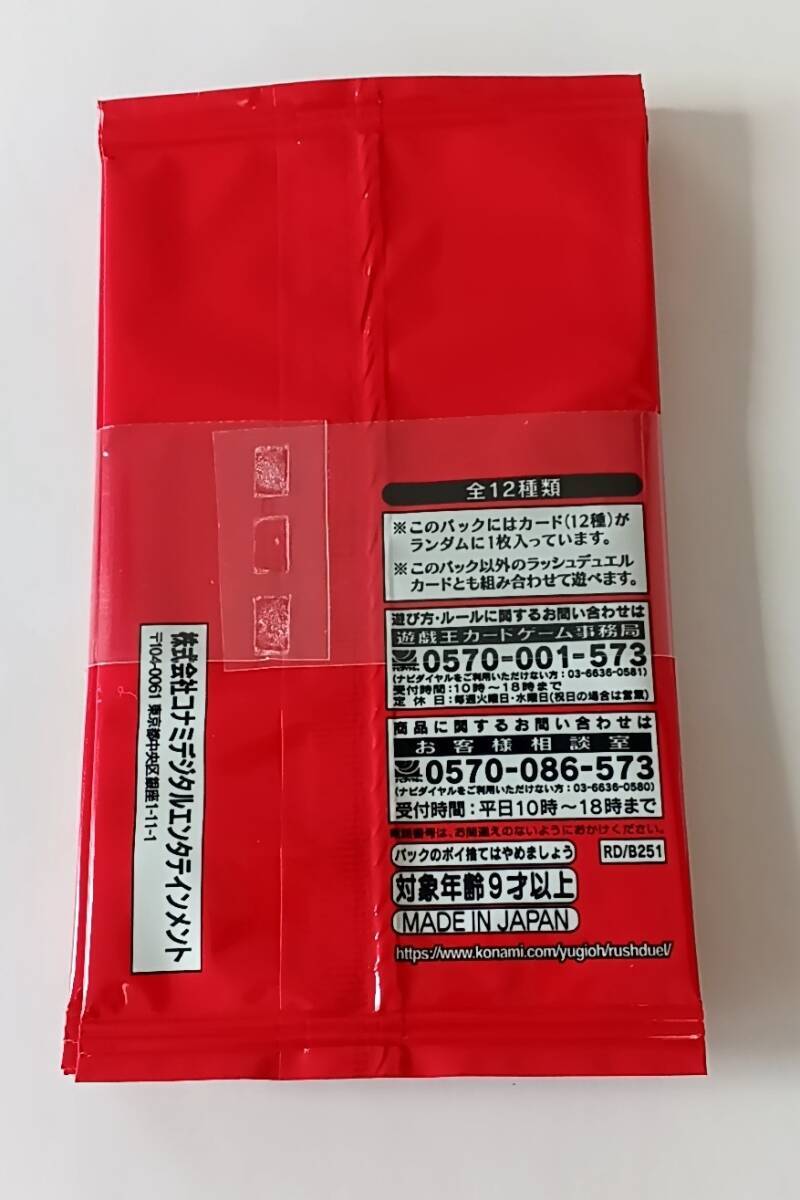 全12種類
※このパックにはカード(12種)が
ランダムに1枚入っています。
※このパック以外のラッシュデュエル
カードとも組み合わせて遊べます。
遊び方・ルールに関するお問い合わせは
遊戯王カードゲーム事務局
0570-001-573
(ナビダイヤルをご利用いただけない方:03-6636-0581)
受付時間:10時〜18時まで
定休日:毎週火曜日・水曜日(祝日の場合は営業)
商品に関するお問い合わせは
お客様相談室
0570-086-573
(ナビダイヤルをご利用いただけない方:03-6636-0580)
受付時間:平日10時〜18時まで
電話番号は、お間違えのないようにおかけください。
パックのポイ捨てはやめましょう
RD/B251
対象年齢9才以上
MADE IN JAPAN
https://www.konami.com/yugioh/rushduel/
株式会社コナミデジタルエンタテインメント
〒104-0061 東京都中央区銀座1-11-1